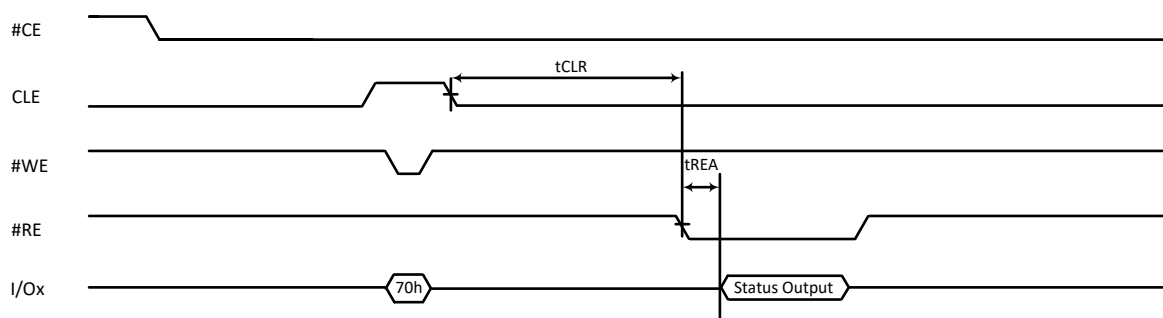 #CE
tCLR
CLE
#WE
tREA
#RE
I/Ox
70h
Status Output